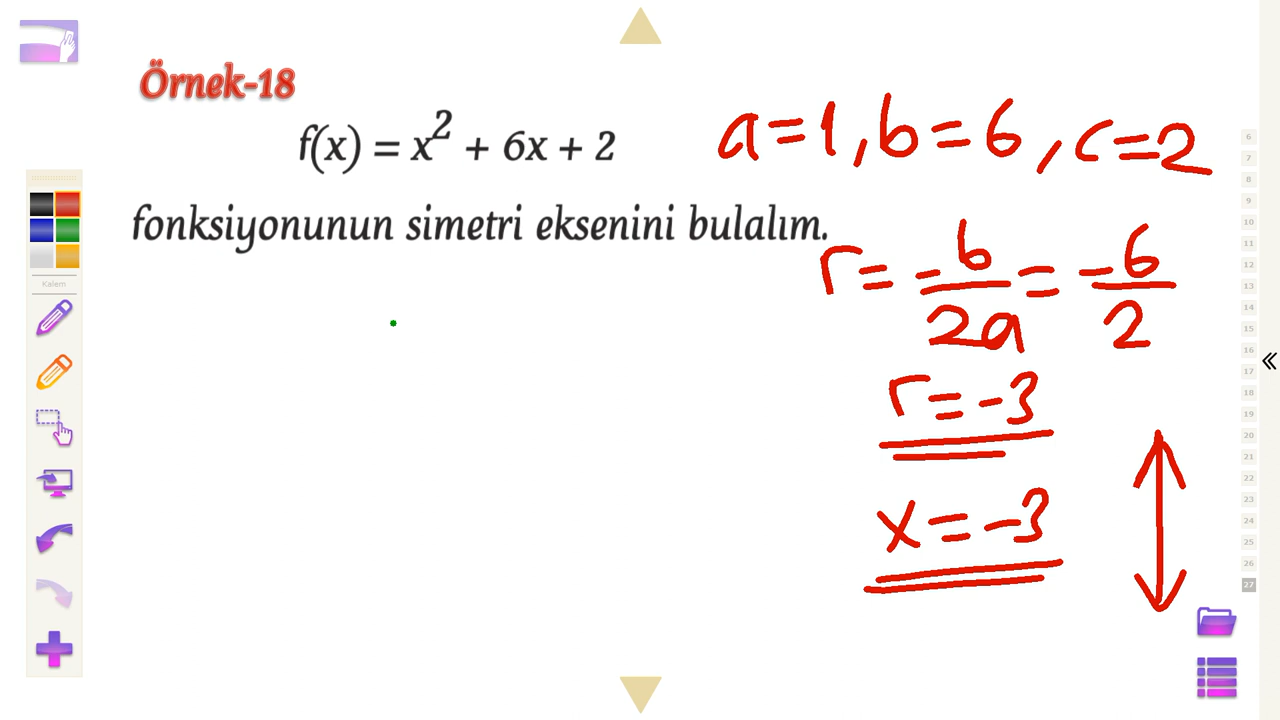 Örnek-18
f(x) = x² + 6x + 2
a=1, b=6, c=2
fonksiyonunun simetri eksenini bulalım.
r = -b/2a = -6/2
r=-3
x=-3
Kalem
6
7
8
9
10
11
12
13
14
15
16
17
18
19
20
21
22
23
24
25
26
27